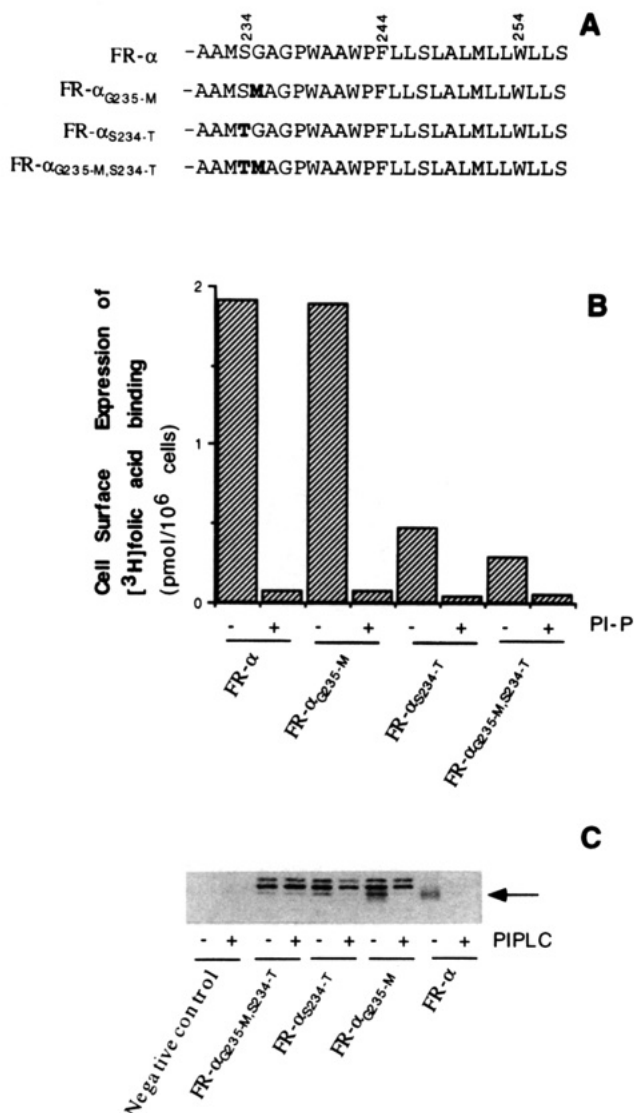 A
234 244 254
FR-α -AAMSGAGPWAAWPFLLSLALMLLWLLS
FR-αG235-M -AAMSMAGPWAAWPFLLSLALMLLWLLS
FR-αS234-T -AAMTGAGPWAAWPFLLSLALMLLWLLS
FR-αG235-M,S234-T -AAMTMAGPWAAWPFLLSLALMLLWLLS
B
Cell Surface Expression of
[3H]folic acid binding
(pmol/10^6 cells)
2
1
0
- + - + - + - + PI-P
FR-α
FR-αG235-M
FR-αS234-T
FR-αG235-M,S234-T
C
- + - + - + - + - + PIPLC
Negative control
FR-αG235-M,S234-T
FR-αS234-T
FR-αG235-M
FR-α